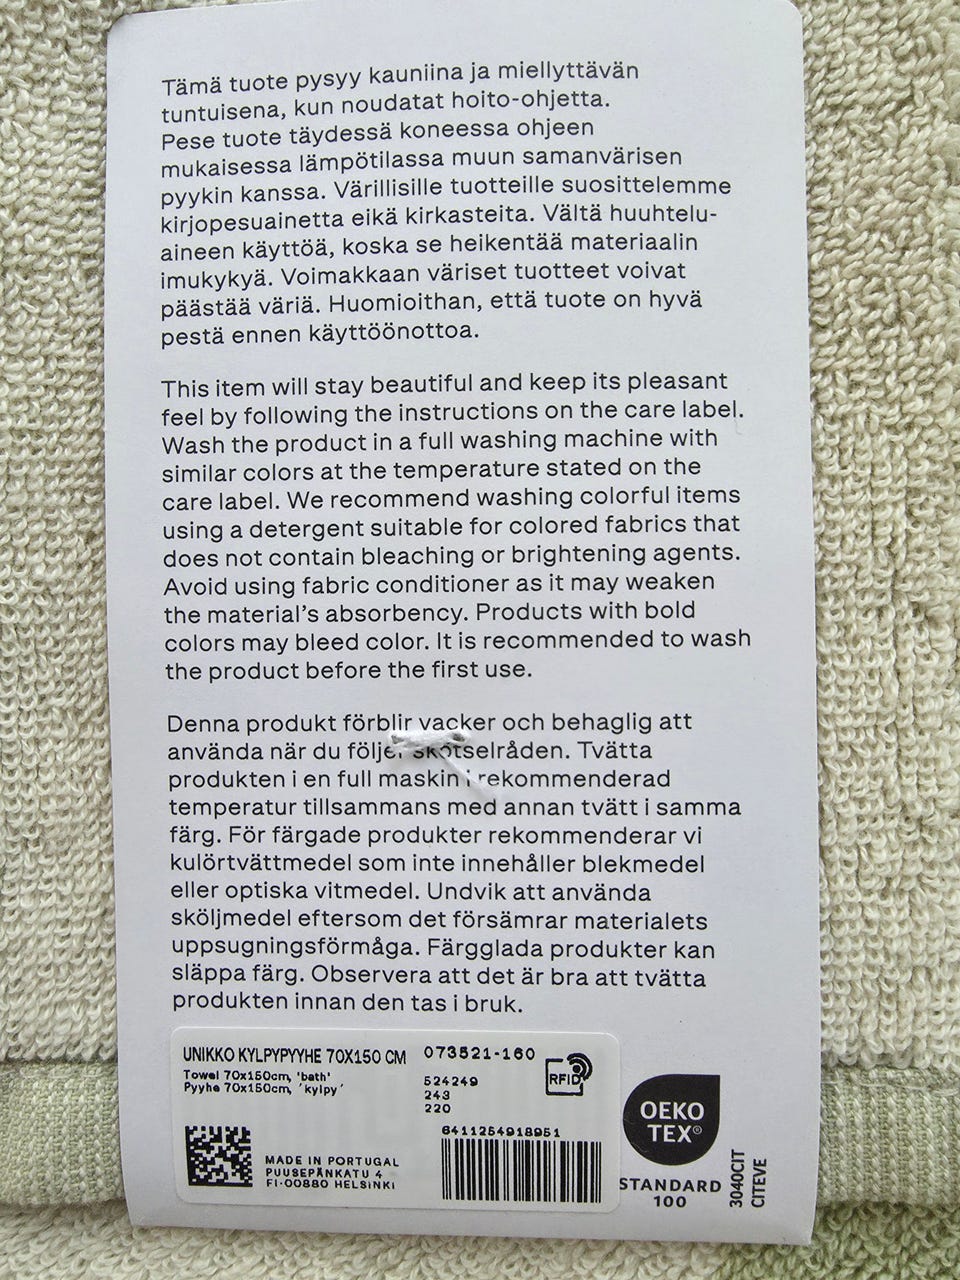 Tämä tuote pysyy kauniina ja miellyttävän
tuntuisena, kun noudatat hoito-ohjetta.
Pese tuote täydessä koneessa ohjeen
mukaisessa lämpötilassa muun samanvärisen
pyykin kanssa. Värillisille tuotteille suosittelemme
kirjopesuainetta eikä kirkasteita. Vältä huuhtelu-
aineen käyttöä, koska se heikentää materiaalin
imukykyä. Voimakkaan väriset tuotteet voivat
päästää väriä. Huomioithan, että tuote on hyvä
pestä ennen käyttöönottoa.
This item will stay beautiful and keep its pleasant
feel by following the instructions on the care label.
Wash the product in a full washing machine with
similar colors at the temperature stated on the
care label. We recommend washing colorful items
using a detergent suitable for colored fabrics that
does not contain bleaching or brightening agents.
Avoid using fabric conditioner as it may weaken
the material's absorbency. Products with bold
colors may bleed color. It is recommended to wash
the product before the first use.
Denna produkt förblir vacker och behaglig att
använda när du följer skötselråden. Tvätta
produkten i en full maskin i rekommenderad
temperatur tillsammans med annan tvätt i samma
färg. För färgade produkter rekommenderar vi
kulörtvättmedel som inte innehåller blekmedel
eller optiska vitmedel. Undvik att använda
sköljmedel eftersom det försämrar materialets
uppsugningsförmåga. Färgglada produkter kan
släppa färg. Observera att det är bra att tvätta
produkten innan den tas i bruk.
UNIKKO KYLPYPYYHE 70X150 CM
Towel 70x150cm, 'bath'
Pyyhe 70x150cm, 'kylpy'
073521-160
524249
243
220
RFID
6411254918951
MADE IN PORTUGAL
PUUSEPÄNKATU 4
FI-00880 HELSINKI
OEKO
TEX®
STANDARD
100
3040CIT
CITEVE